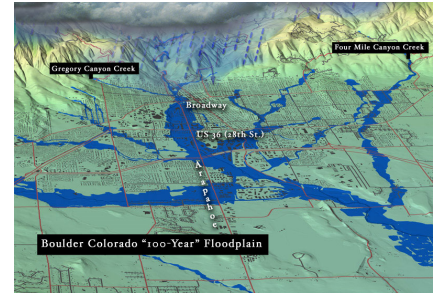 Four Mile Canyon Creek
Gregory Canyon Creek
Broadway
US 36 (28th St.)
Arapahoe
Boulder Colorado "100-Year" Floodplain